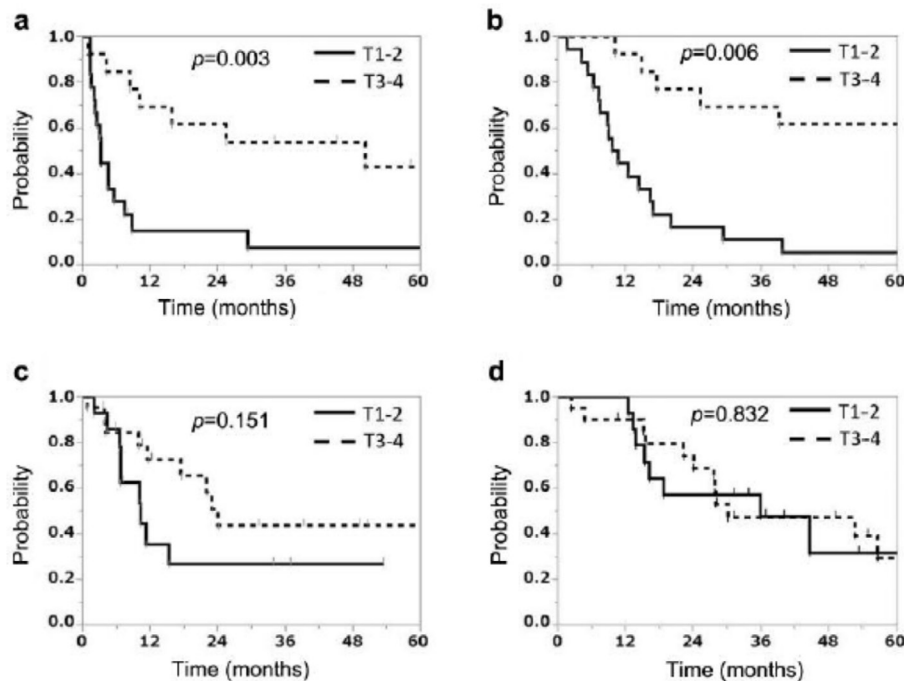 a
1.0
0.8
0.6
0.4
0.2
0.0
Probability
p=0.003
T1-2
T3-4
0 12 24 36 48 60
Time (months)
b
1.0
0.8
0.6
0.4
0.2
0.0
Probability
p=0.006
T1-2
T3-4
0 12 24 36 48 60
Time (months)
c
1.0
0.8
0.6
0.4
0.2
0.0
Probability
p=0.151
T1-2
T3-4
0 12 24 36 48 60
Time (months)
d
1.0
0.8
0.6
0.4
0.2
0.0
Probability
p=0.832
T1-2
T3-4
0 12 24 36 48 60
Time (months)